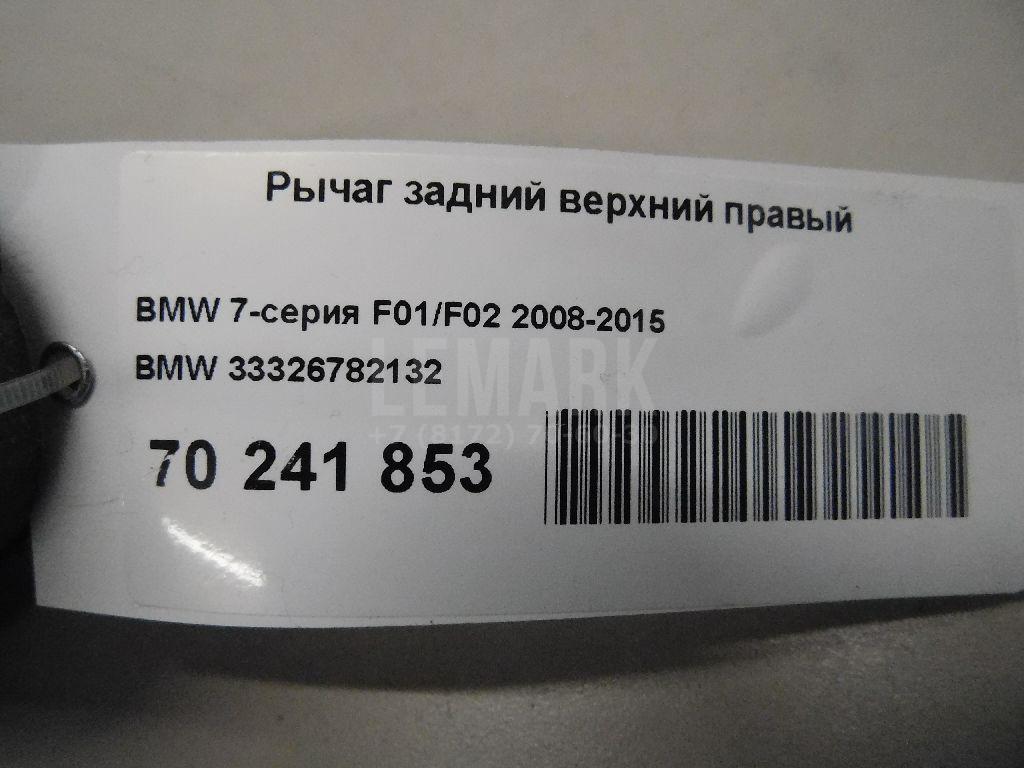 Рычаг задний верхний правый
BMW 7-серия F01/F02 2008-2015
BMW 33326782132
LEMARK
70 241 853